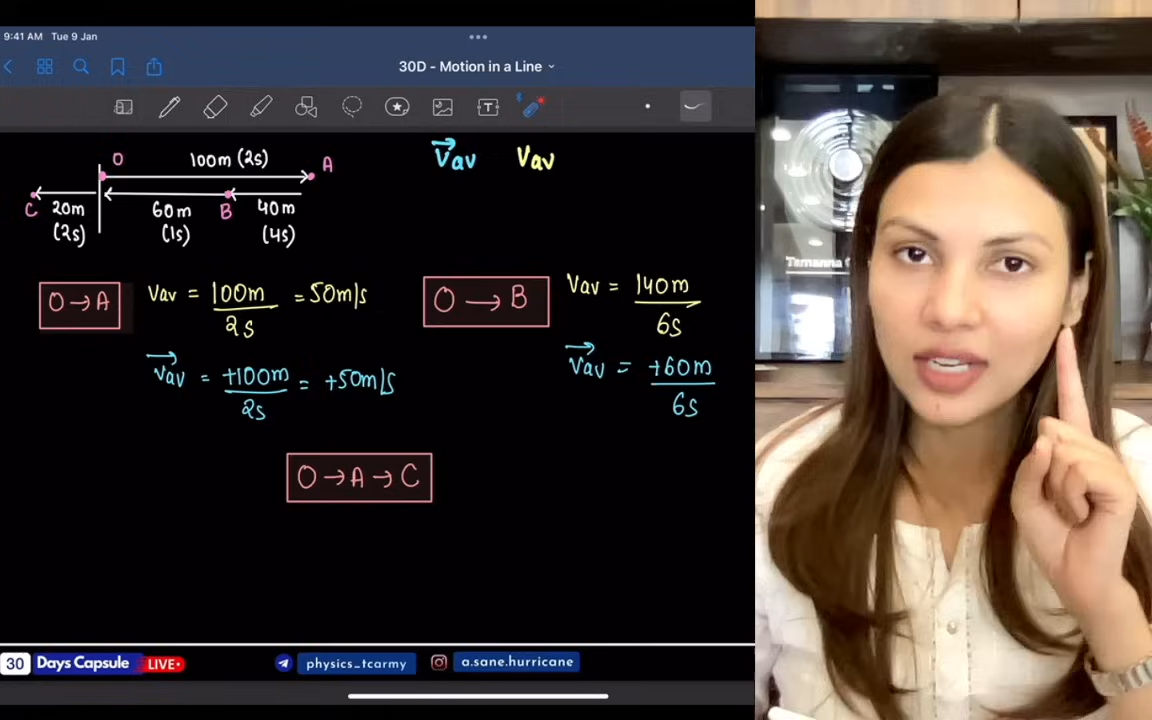 9:41 AM Tue 9 Jan
30D - Motion in a Line
O 100m (2s) A
C 20m (2s) 60m (1s) B 40m (4s)
V⃗av Vav
O → A
Vav = 100m/2s = 50m/s
V⃗av = +100m/2s = +50m/s
O → B
Vav = 140m/6s
V⃗av = +60m/6s
O → A → C
30 Days Capsule LIVE
physics_tcarmy
a.sane.hurricane